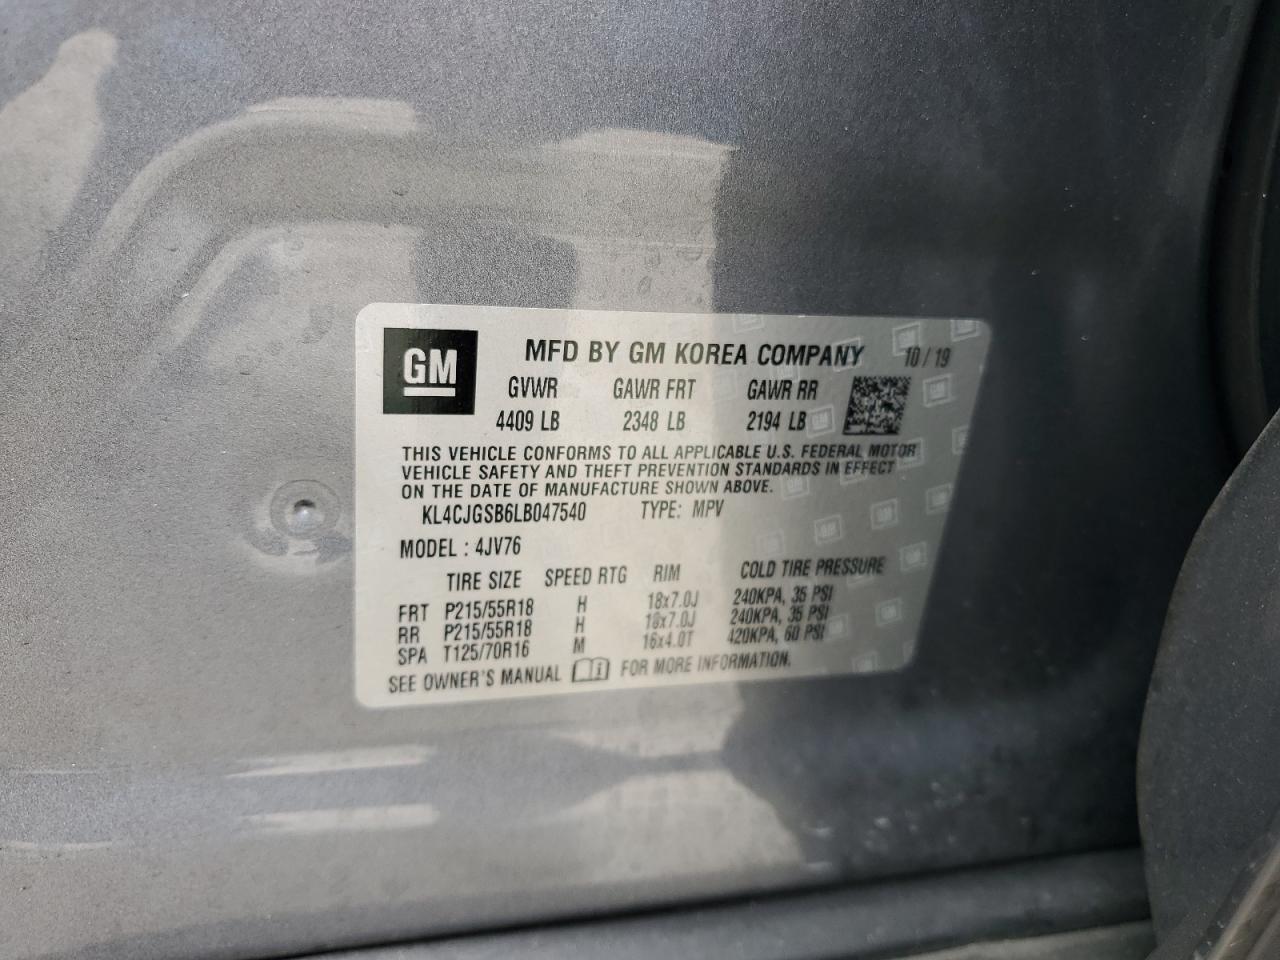 GM
MFD BY GM KOREA COMPANY 10/19
GVWR GAWR FRT GAWR RR
4409 LB 2348 LB 2194 LB
THIS VEHICLE CONFORMS TO ALL APPLICABLE U.S. FEDERAL MOTOR
VEHICLE SAFETY AND THEFT PREVENTION STANDARDS IN EFFECT
ON THE DATE OF MANUFACTURE SHOWN ABOVE.
KL4CJGSB6LB047540 TYPE: MPV
MODEL : 4JV76
TIRE SIZE SPEED RTG RIM COLD TIRE PRESSURE
FRT P215/55R18 H 18x7.0J 240KPA, 35 PSI
RR P215/55R18 H 18x7.0J 240KPA, 35 PSI
SPA T125/70R16 M 16x4.0T 420KPA, 60 PSI
SEE OWNER'S MANUAL FOR MORE INFORMATION.